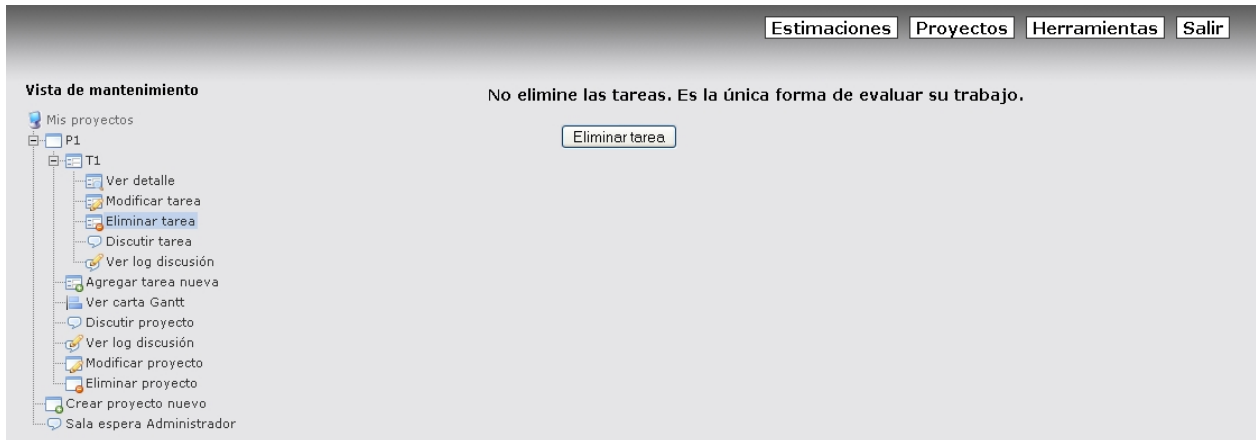 Estimaciones Proyectos Herramientas Salir
Vista de mantenimiento
No elimine las tareas. Es la única forma de evaluar su trabajo.
Eliminar tarea
Mis proyectos
P1
T1
Ver detalle
Modificar tarea
Eliminar tarea
Discutir tarea
Ver log discusión
Agregar tarea nueva
Ver carta Gantt
Discutir proyecto
Ver log discusión
Modificar proyecto
Eliminar proyecto
Crear proyecto nuevo
Sala espera Administrador